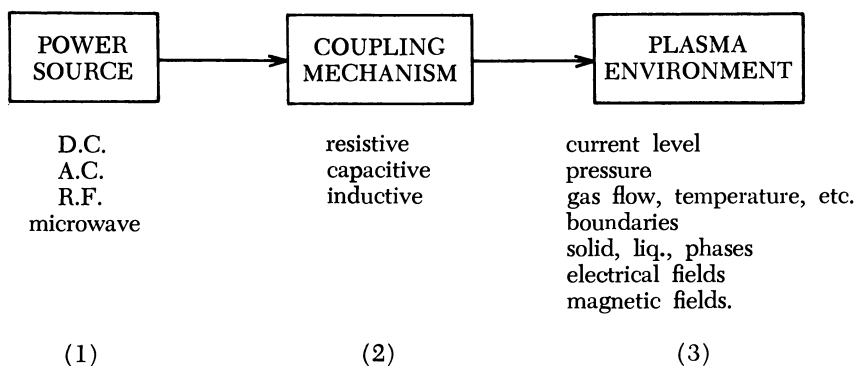 POWER
SOURCE
COUPLING
MECHANISM
PLASMA
ENVIRONMENT
D.C.
A.C.
R.F.
microwave
resistive
capacitive
inductive
current level
pressure
gas flow, temperature, etc.
boundaries
solid, liq., phases
electrical fields
magnetic fields.
(1)
(2)
(3)